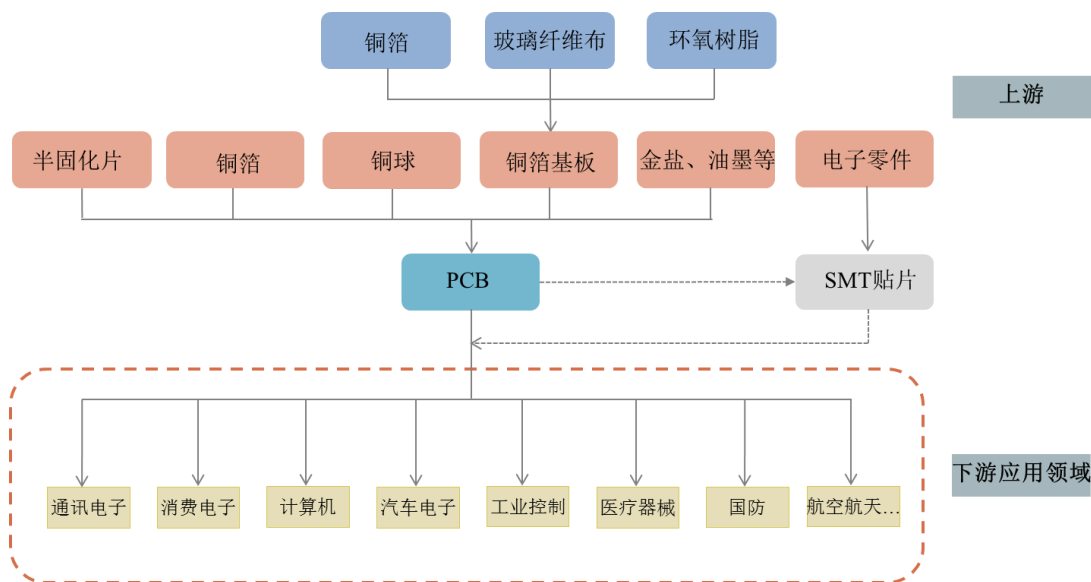 铜箔
玻璃纤维布
环氧树脂
上游
半固化片
铜箔
铜球
铜箔基板
金盐、油墨等
电子零件
PCB
SMT贴片
下游应用领域
通讯电子
消费电子
计算机
汽车电子
工业控制
医疗器械
国防
航空航天…